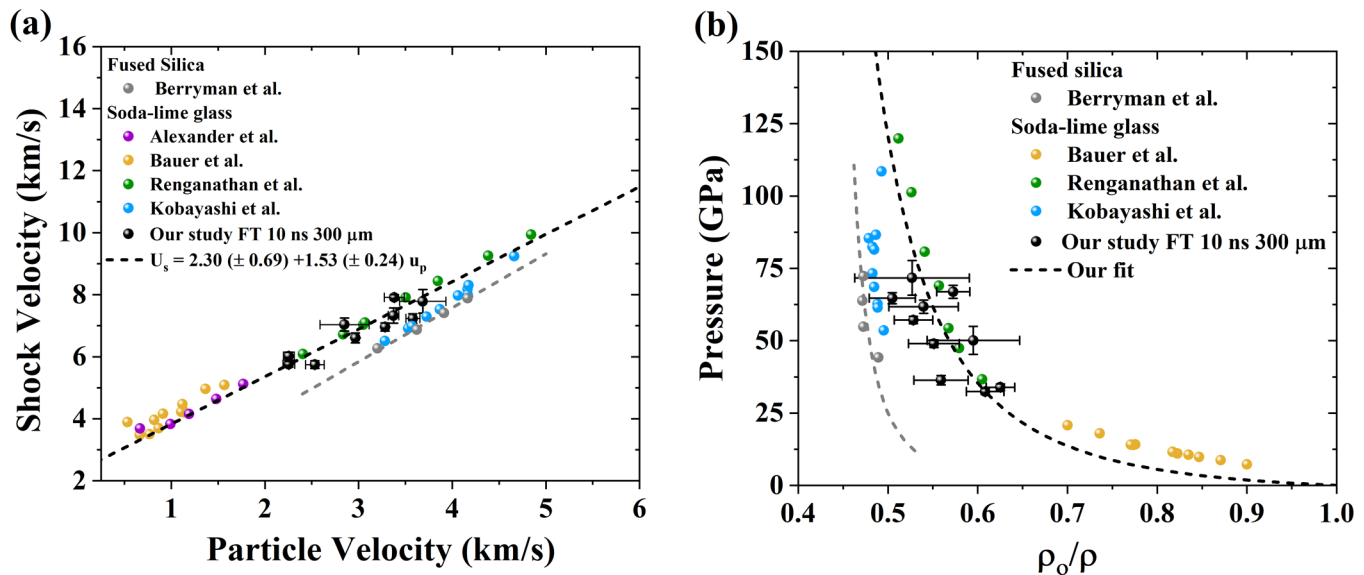 (a)
16
14
12
10
8
6
4
2
Shock Velocity (km/s)
1 2 3 4 5 6
Particle Velocity (km/s)
Fused Silica
Berryman et al.
Soda-lime glass
Alexander et al.
Bauer et al.
Renganathan et al.
Kobayashi et al.
Our study FT 10 ns 300 μm
U_s = 2.30 (± 0.69) +1.53 (± 0.24) u_p
(b)
150
125
100
75
50
25
0
Pressure (GPa)
0.4 0.5 0.6 0.7 0.8 0.9 1.0
ρ_o/ρ
Fused silica
Berryman et al.
Soda-lime glass
Bauer et al.
Renganathan et al.
Kobayashi et al.
Our study FT 10 ns 300 μm
Our fit